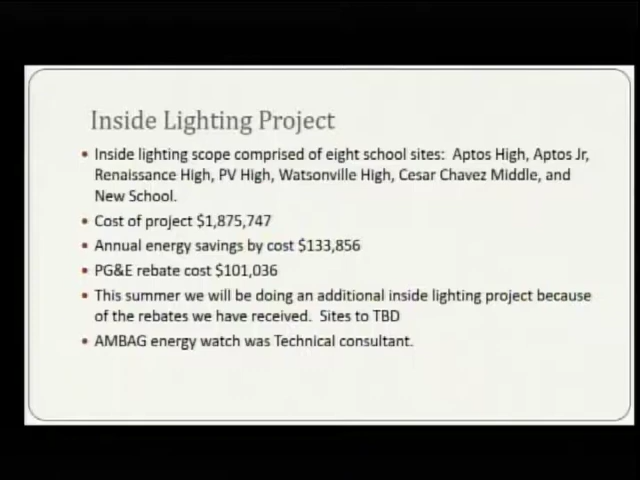 Inside Lighting Project
• Inside lighting scope comprised of eight school sites: Aptos High, Aptos Jr,
Renaissance High, PV High, Watsonville High, Cesar Chavez Middle, and
New School.
• Cost of project $1,875,747
• Annual energy savings by cost $133,856
• PG&E rebate cost $101,036
• This summer we will be doing an additional inside lighting project because
of the rebates we have received. Sites to TBD
• AMBAG energy watch was Technical consultant.